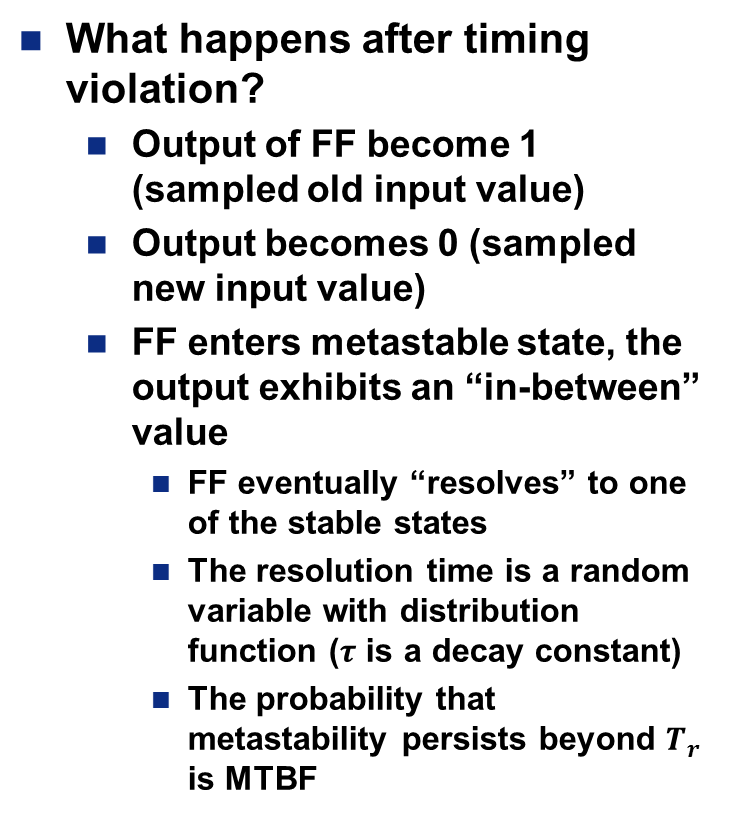 What happens after timing
violation?
Output of FF become 1
(sampled old input value)
Output becomes 0 (sampled
new input value)
FF enters metastable state, the
output exhibits an “in-between”
value
FF eventually “resolves” to one
of the stable states
The resolution time is a random
variable with distribution
function (τ is a decay constant)
The probability that
metastability persists beyond Tᵣ
is MTBF